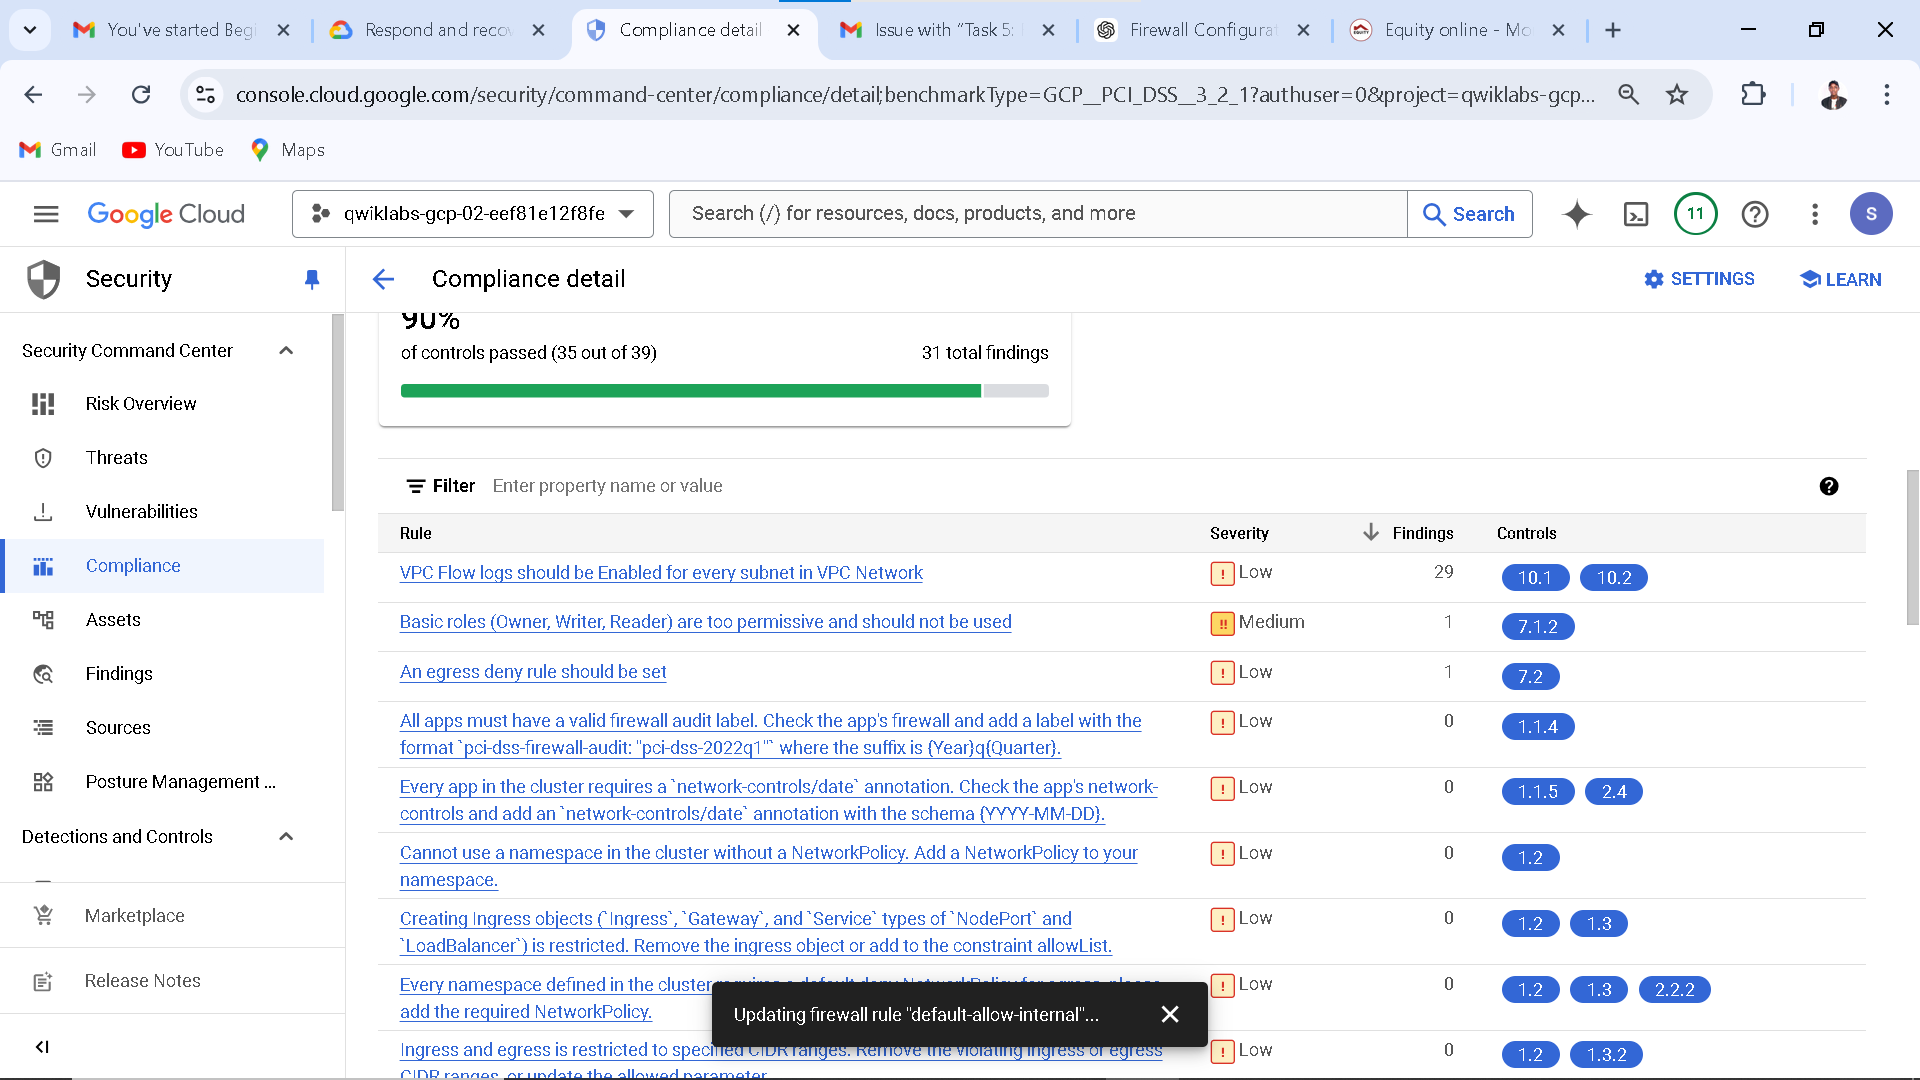 You've started Begi
Respond and reco
Compliance detail
Issue with “Task 5:
Firewall Configurat
Equity online - Mo
console.cloud.google.com/security/command-center/compliance/detail;benchmarkType=GCP__PCI_DSS__3_2_1?authuser=0&project=qwiklabs-gcp...
Gmail
YouTube
Maps
Google Cloud
qwiklabs-gcp-02-eef81e12f8fe
Search (/) for resources, docs, products, and more
Search
11
S
Security
Compliance detail
SETTINGS
LEARN
Security Command Center
Risk Overview
Threats
Vulnerabilities
Compliance
Assets
Findings
Sources
Posture Management ...
Detections and Controls
Marketplace
Release Notes
90%
of controls passed (35 out of 39)
31 total findings
Filter Enter property name or value
Rule Severity Findings Controls
VPC Flow logs should be Enabled for every subnet in VPC Network Low 29 10.1 10.2
Basic roles (Owner, Writer, Reader) are too permissive and should not be used Medium 1 7.1.2
An egress deny rule should be set Low 1 7.2
All apps must have a valid firewall audit label. Check the app's firewall and add a label with the Low 0 1.1.4
format `pci-dss-firewall-audit: "pci-dss-2022q1"` where the suffix is {Year}q{Quarter}.
Every app in the cluster requires a `network-controls/date` annotation. Check the app's network- Low 0 1.1.5 2.4
controls and add an `network-controls/date` annotation with the schema {YYYY-MM-DD}.
Cannot use a namespace in the cluster without a NetworkPolicy. Add a NetworkPolicy to your Low 0 1.2
namespace.
Creating Ingress objects (`Ingress`, `Gateway`, and `Service` types of `NodePort` and Low 0 1.2 1.3
`LoadBalancer`) is restricted. Remove the ingress object or add to the constraint allowList.
Every namespace defined in the cluster requires a default deny NetworkPolicy for egress, please Low 0 1.2 1.3 2.2.2
add the required NetworkPolicy.
Ingress and egress is restricted to specified CIDR ranges. Remove the violating ingress or egress Low 0 1.2 1.3.2
CIDR ranges, or update the allowed parameter.
Updating firewall rule "default-allow-internal"...